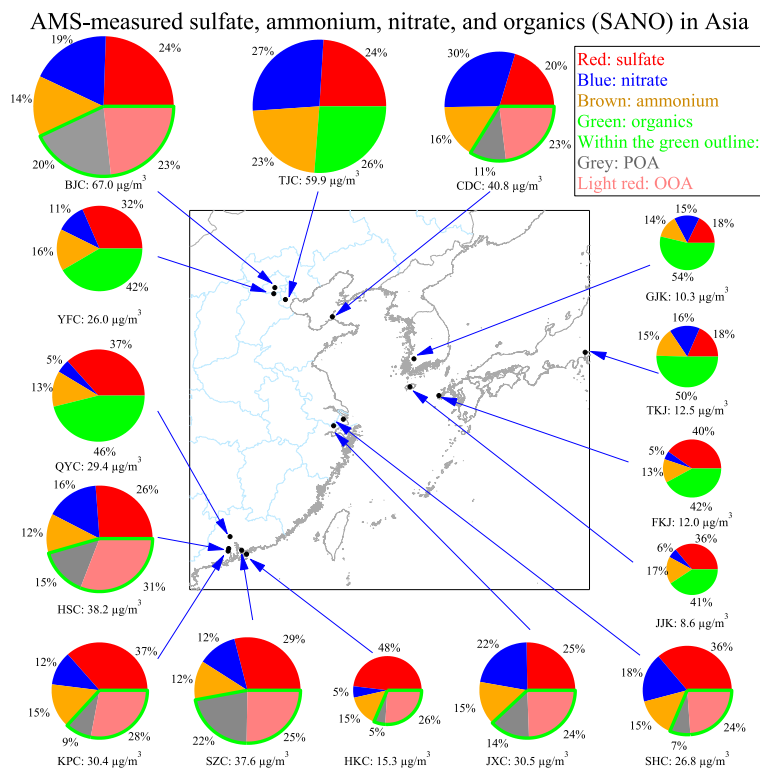 AMS-measured sulfate, ammonium, nitrate, and organics (SANO) in Asia
19%
24%
14%
20%
23%
BJC: 67.0 μg/m³
27%
24%
23%
26%
TJC: 59.9 μg/m³
30%
20%
16%
11%
23%
CDC: 40.8 μg/m³
Red: sulfate
Blue: nitrate
Brown: ammonium
Green: organics
Within the green outline:
Grey: POA
Light red: OOA
11%
32%
16%
42%
YFC: 26.0 μg/m³
15%
14%
18%
54%
GJK: 10.3 μg/m³
16%
15%
18%
50%
TKJ: 12.5 μg/m³
37%
5%
13%
46%
QYC: 29.4 μg/m³
40%
5%
13%
42%
FKJ: 12.0 μg/m³
16%
26%
12%
15%
31%
HSC: 38.2 μg/m³
36%
6%
17%
41%
JJK: 8.6 μg/m³
37%
12%
15%
9%
28%
KPC: 30.4 μg/m³
12%
29%
12%
22%
25%
SZC: 37.6 μg/m³
48%
5%
15%
5%
26%
HKC: 15.3 μg/m³
22%
25%
15%
14%
24%
JXC: 30.5 μg/m³
36%
18%
15%
7%
24%
SHC: 26.8 μg/m³